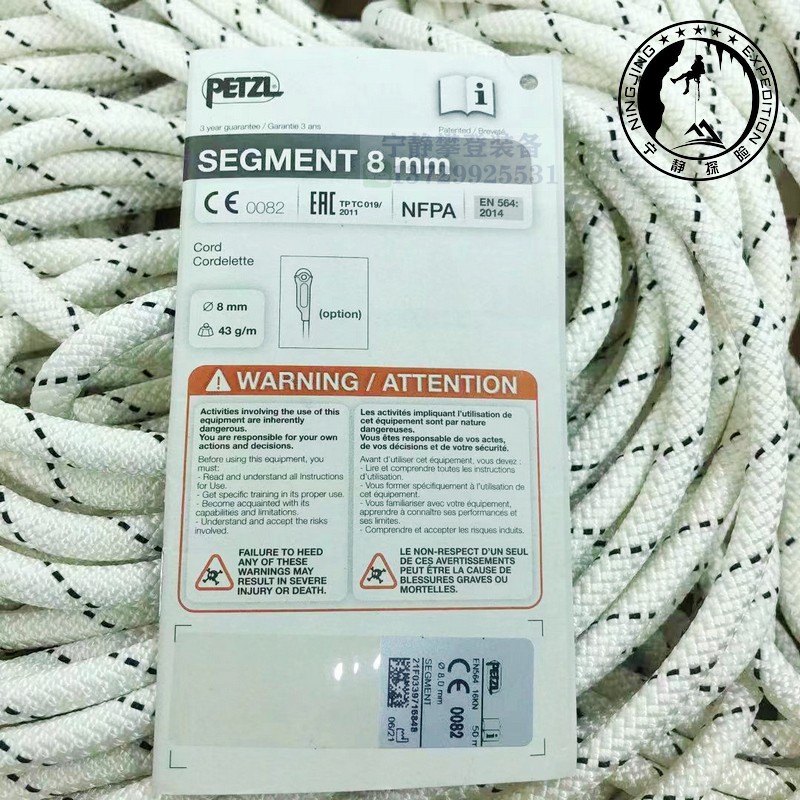 PETZL
i
3 year guarantee / Garantie 3 ans
Patented / Brevete
宁静攀登装备
SEGMENT 8 mm
CE 0082
EAC TP TC 019/
2011
NFPA
EN 564:
2014
Cord
Cordelette
Ø 8 mm
43 g/m
(option)
WARNING / ATTENTION
Activities involving the use of this
equipment are inherently
dangerous.
You are responsible for your own
actions and decisions.
Before using this equipment, you
must:
- Read and understand all Instructions
for Use.
- Get specific training in its proper use.
- Become acquainted with its
capabilities and limitations.
- Understand and accept the risks
involved.
FAILURE TO HEED
ANY OF THESE
WARNINGS MAY
RESULT IN SEVERE
INJURY OR DEATH.
Les activités impliquant l'utilisation de
cet équipement sont par nature
dangereuses.
Vous êtes responsable de vos actes,
de vos décisions et de votre sécurité.
Avant d'utiliser cet équipement, vous devez :
- Lire et comprendre toutes les instructions
d'utilisation.
- Vous former spécifiquement à l'utilisation de
cet équipement.
- Vous familiariser avec votre équipement,
apprendre à connaître ses performances et
ses limites.
- Comprendre et accepter les risques induits.
LE NON-RESPECT D'UN SEUL
DE CES AVERTISSEMENTS
PEUT ÊTRE LA CAUSE DE
BLESSURES GRAVES OU
MORTELLES.
PETZL
EN564 16KN 50 m
CE 0082
Ø 8.0 mm
SEGMENT
21F0339716848
06/21
NINGJING ★★★★★ EXPEDITION
宁静探险